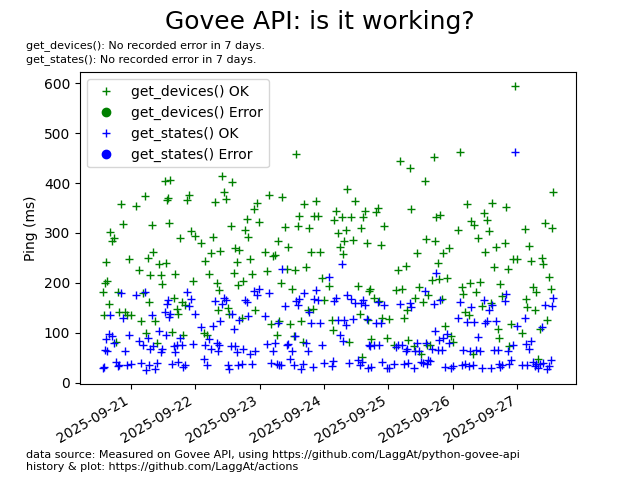 Govee API: is it working?
get_devices(): No recorded error in 7 days.
get_states(): No recorded error in 7 days.
get_devices() OK
get_devices() Error
get_states() OK
get_states() Error
Ping (ms)
600
500
400
300
200
100
0
2025-09-21
2025-09-22
2025-09-23
2025-09-24
2025-09-25
2025-09-26
2025-09-27
data source: Measured on Govee API, using https://github.com/LaggAt/python-govee-api
history & plot: https://github.com/LaggAt/actions